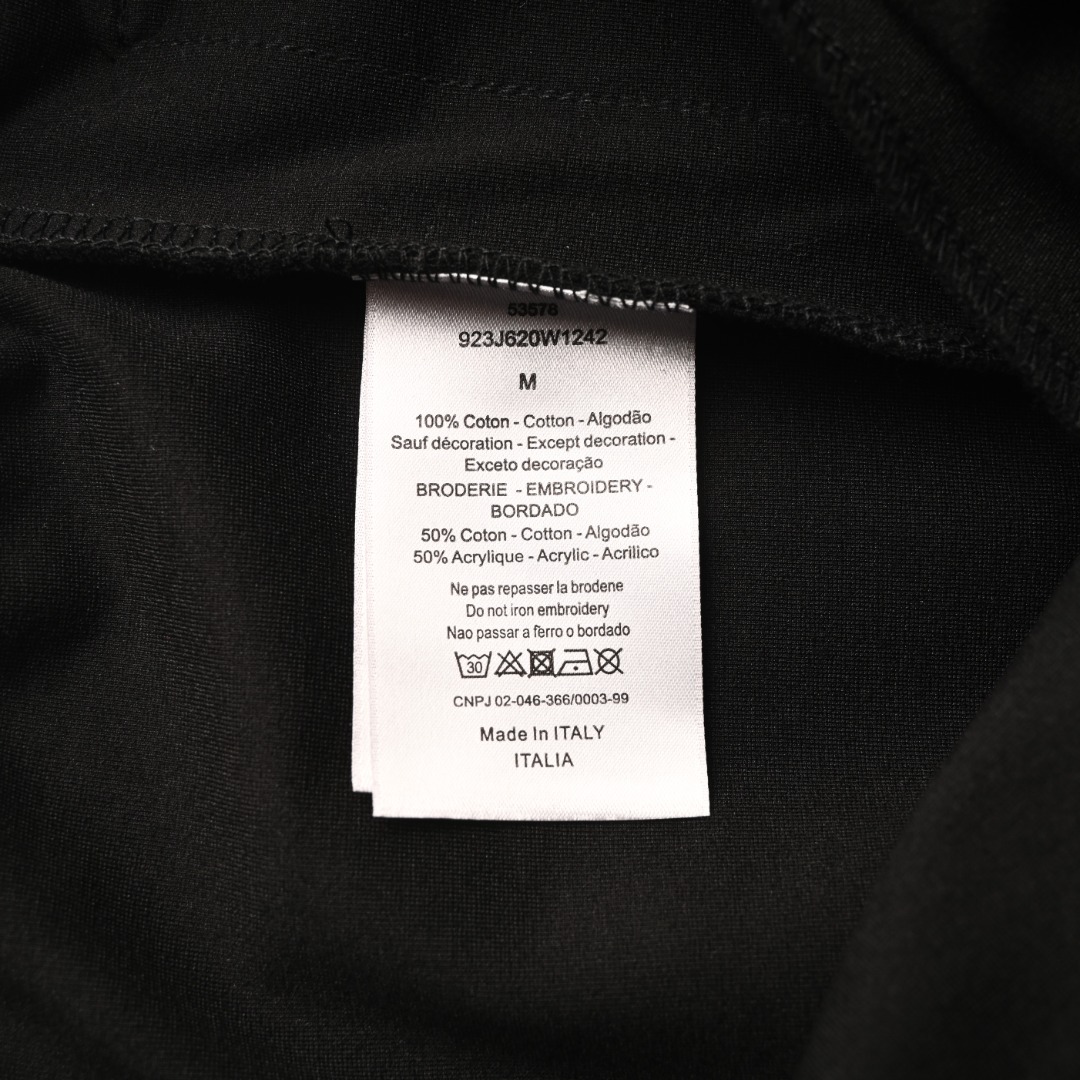 53578
923J620W1242
M
100% Coton - Cotton - Algodão
Sauf décoration - Except decoration -
Exceto decoração
BRODERIE - EMBROIDERY -
BORDADO
50% Coton - Cotton - Algodão
50% Acrylique - Acrylic - Acrilico
Ne pas repasser la brodene
Do not iron embroidery
Nao passar a ferro o bordado
30
CNPJ 02-046-366/0003-99
Made In ITALY
ITALIA